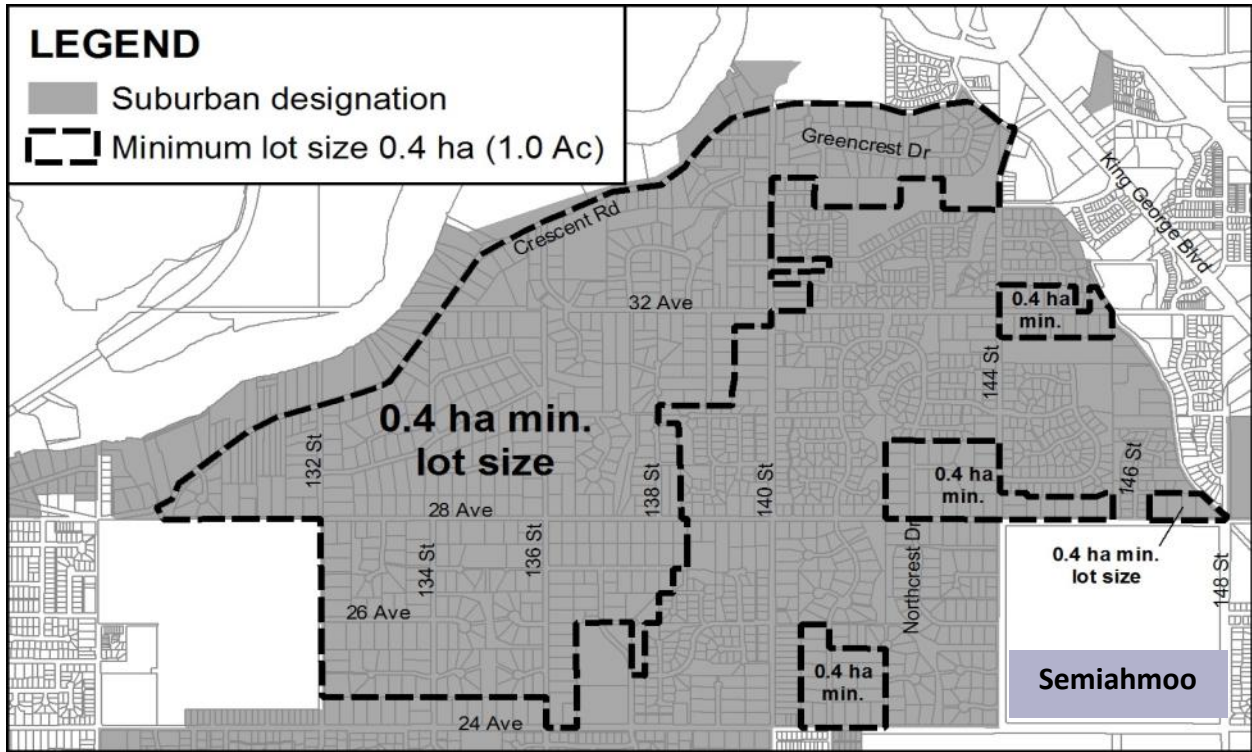 LEGEND
Suburban designation
Minimum lot size 0.4 ha (1.0 Ac)
Greencrest Dr
King George Blvd
Crescent Rd
32 Ave
0.4 ha
min.
144 St
0.4 ha min.
lot size
132 St
138 St
140 St
0.4 ha
min.
146 St
28 Ave
134 St
136 St
Northcrest Dr
0.4 ha min.
lot size
148 St
26 Ave
0.4 ha
min.
Semiahmoo
24 Ave